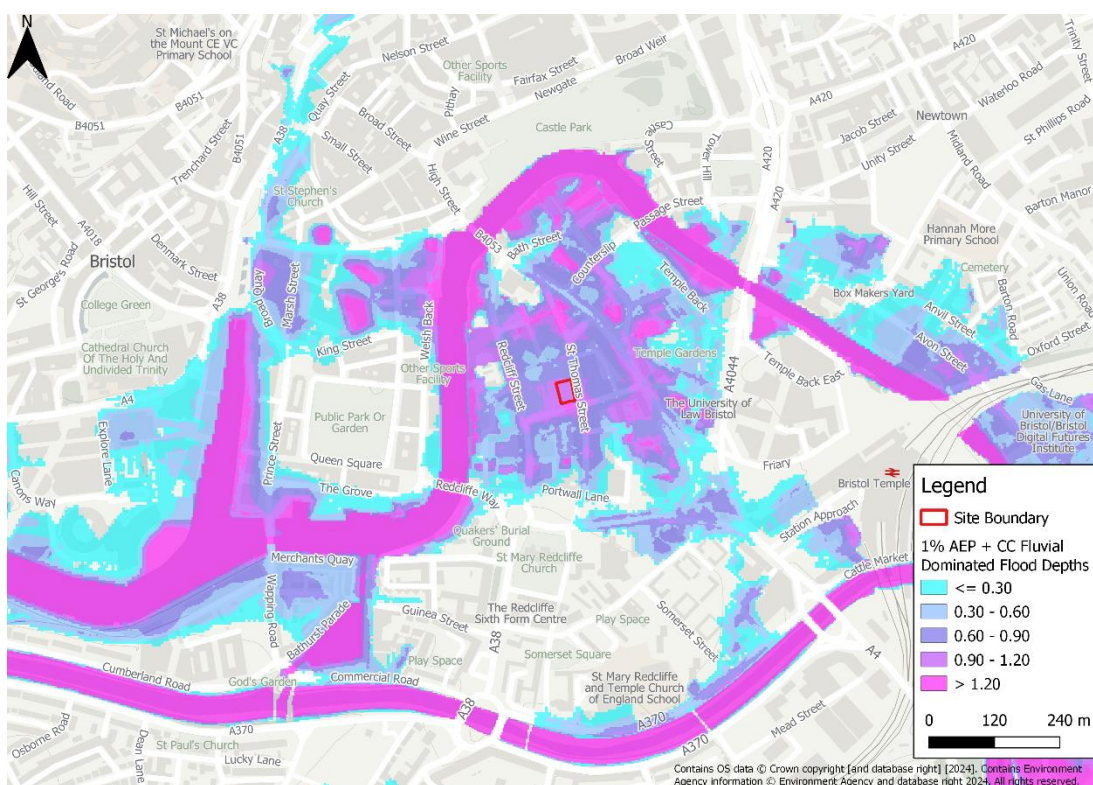 N
St Michael's on
the Mount CE VC
Primary School
Nelson Street
Broad Weir
A420
Trinity
Street
Other Sports
Facility
Fairfax Street
Newgate
Pithay
Quay Street
Broad Street
Wine Street
B4051
B4051
A38
Small Street
Castle Park
Castle
Street
Tower Hill
A420
Jacob Street
Newtown
Waterloo Road
St Phillips Road
Unity Street
Midland Road
Trenchard Street
Hill Street
A4018
St George's Road
Denmark Street
St Stephen's
Church
High Street
A420
Barton Manor
Passage Street
B4053
Bath Street
Counterslip
Hannah More
Primary School
Bristol
A38
Broad Quay
Marsh Street
Temple Back
Cemetery
Union Road
College Green
Box Makers Yard
Barton Road
Anvil Street
Avon Street
Oxford Street
King Street
Welsh Back
Cathedral Church
Of The Holy And
Undivided Trinity
Other Sports
Facility
Redcliff Street
St Thomas Street
Temple Gardens
A4044
Temple Back East
Gas Lane
A4
Explore Lane
Public Park Or
Garden
The University of
Law Bristol
University of
Bristol/Bristol
Digital Futures
Institute
Prince Street
Queen Square
Canons Way
The Grove
Redcliffe Way
Portwall Lane
Friary
Bristol Temple
Station Approach
Quakers' Burial
Ground
St Mary Redcliffe
Church
Merchants Quay
Cattle Market
Wapping Road
Bathurst Parade
Guinea Street
The Redcliffe
Sixth Form Centre
A38
Play Space
Somerset Street
Play Space
Somerset Square
A4
Cumberland Road
God's Garden
Commercial Road
St Mary Redcliffe
and Temple Church
of England School
A370
A38
A370
A370
Mead Street
Osborne Road
Dean Lane
St Paul's Church
Lucky Lane
Legend
Site Boundary
1% AEP + CC Fluvial
Dominated Flood Depths
<= 0.30
0.30 - 0.60
0.60 - 0.90
0.90 - 1.20
> 1.20
0 120 240 m
Contains OS data © Crown copyright [and database right] [2024]. Contains Environment
Agency information © Environment Agency and database right 2024. All rights reserved.